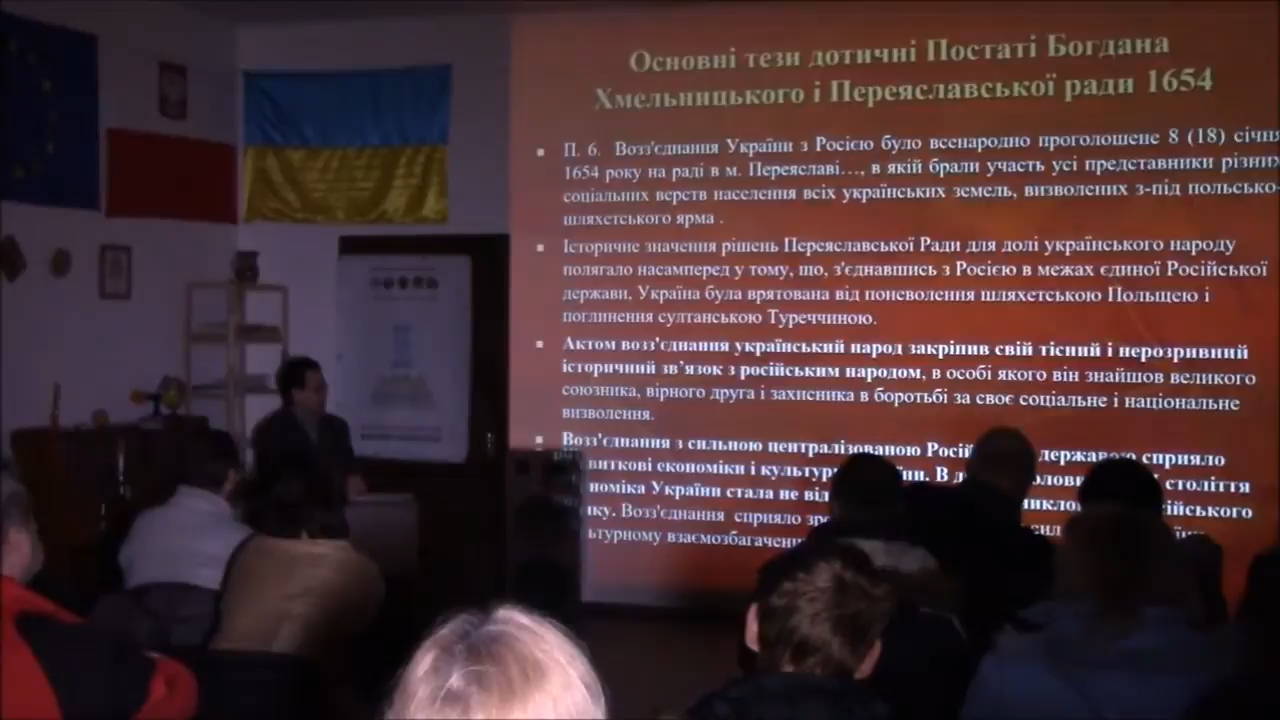 Основні тези дотичні Постаті Богдана
Хмельницького і Переяславської ради 1654
П. 6. Возз'єднання України з Росією було всенародно проголошене 8 (18) січня
1654 року на раді в м. Переяславі…, в якій брали участь усі представники різних
соціальних верств населення всіх українських земель, визволених з-під польсько-
шляхетського ярма .
Історичне значення рішень Переяславської Ради для долі українського народу
полягало насамперед у тому, що, з'єднавшись з Росією в межах єдиної Російської
держави, Україна була врятована від поневолення шляхетською Польщею і
поглинення султанською Туреччиною.
Актом возз'єднання український народ закріпив свій тісний і нерозривний
історичний зв'язок з російським народом, в особі якого він знайшов великого
союзника, вірного друга і захисника в боротьбі за своє соціальне і національне
визволення.
Возз'єднання з сильною централізованою державою сприяло
економіки і В століття
України стала не
Возз'єднання сприяло